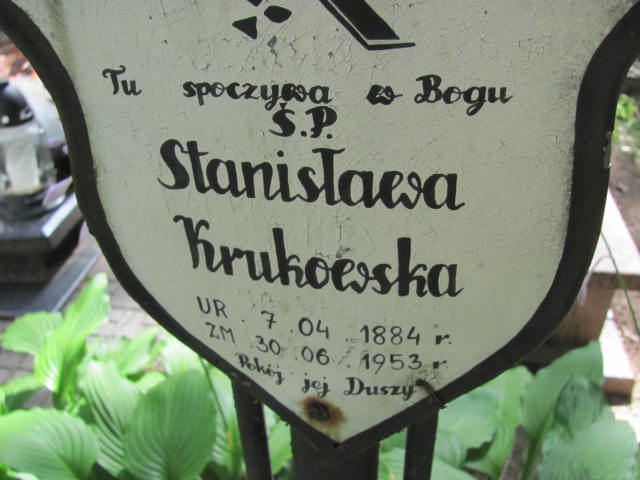 Tu spoczywa w Bogu
Ś.P.
Stanisława
Krukowska
UR. 7.04.1884 r.
ZM 30.06.1953 r.
Pokój jej Duszy